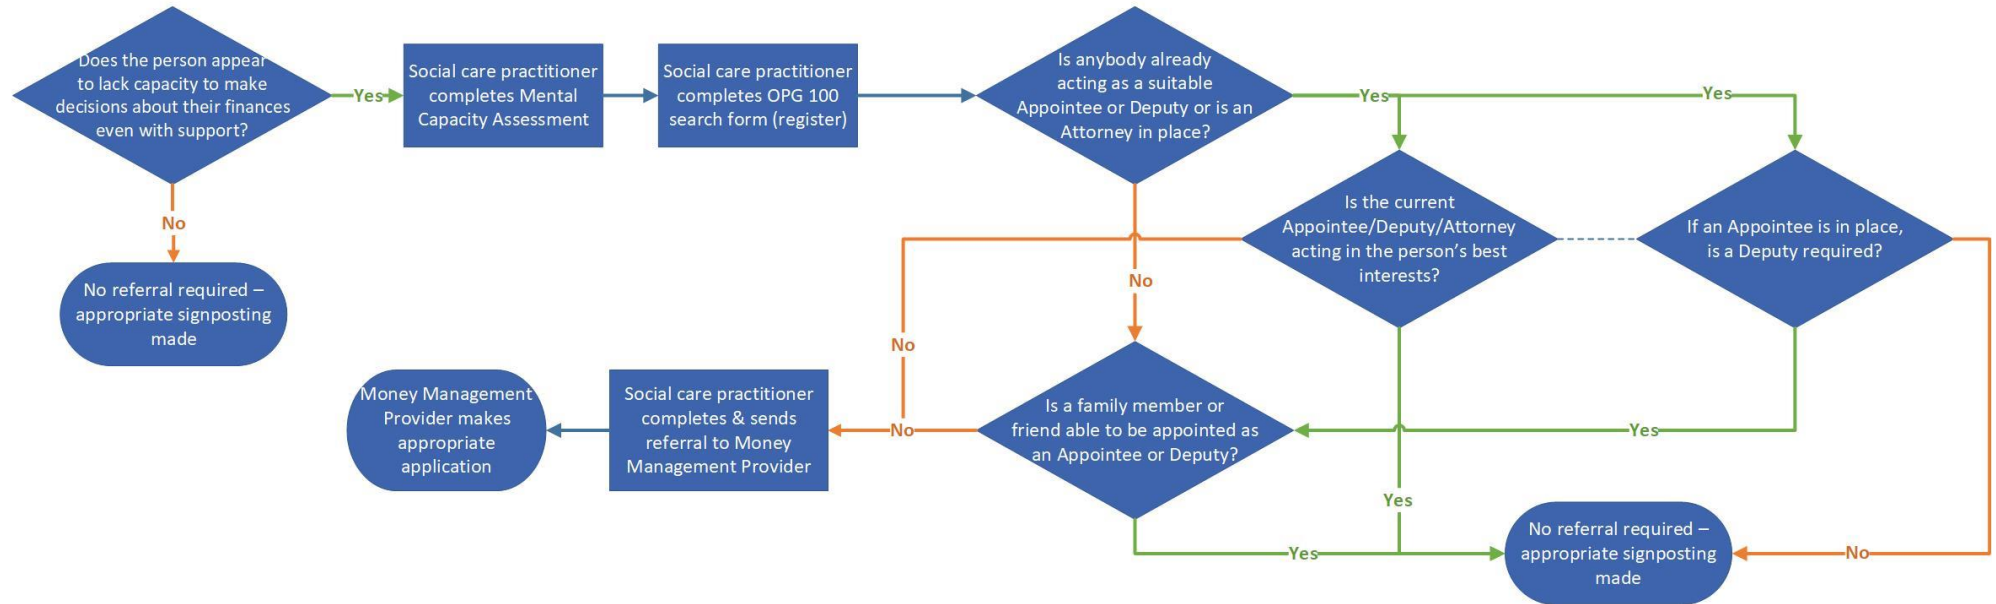 Does the person appear
to lack capacity to make
decisions about their finances
even with support?
Yes
No
No referral required –
appropriate signposting
made
Social care practitioner
completes Mental
Capacity Assessment
Social care practitioner
completes OPG 100
search form (register)
Is anybody already
acting as a suitable
Appointee or Deputy or is an
Attorney in place?
Yes
Yes
No
Is the current
Appointee/Deputy/Attorney
acting in the person’s best
interests?
If an Appointee is in place,
is a Deputy required?
No
Yes
Is a family member or
friend able to be appointed as
an Appointee or Deputy?
No
Social care practitioner
completes & sends
referral to Money
Management Provider
Money Management
Provider makes
appropriate
application
Yes
Yes
No
No referral required –
appropriate signposting
made